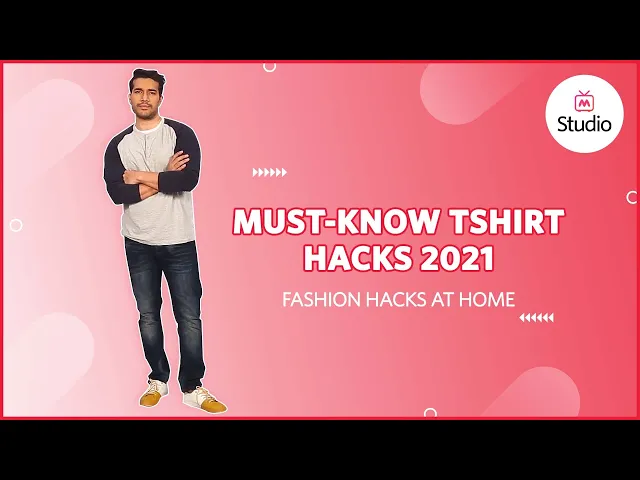 M
Studio
MUST-KNOW TSHIRT
HACKS 2021
FASHION HACKS AT HOME